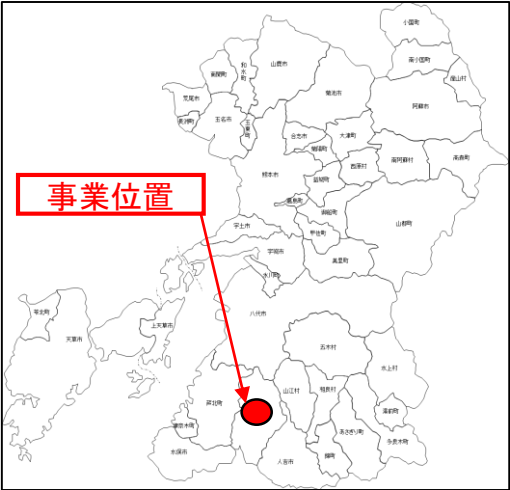 小国町
南小国町
産山村
山鹿市
和水町
南関町
菊池市
阿蘇市
荒尾市
長洲町
玉名市
玉東町
合志市
大津町
菊陽町
西原村
南阿蘇村
高森町
熊本市
益城町
嘉島町
御船町
山都町
事業位置
宇土市
甲佐町
宇城市
美里町
氷川町
八代市
苓北町
天草市
上天草市
五木村
水上村
芦北町
山江村
相良村
湯前町
津奈木町
あさぎり町
多良木町
水俣市
人吉市
錦町